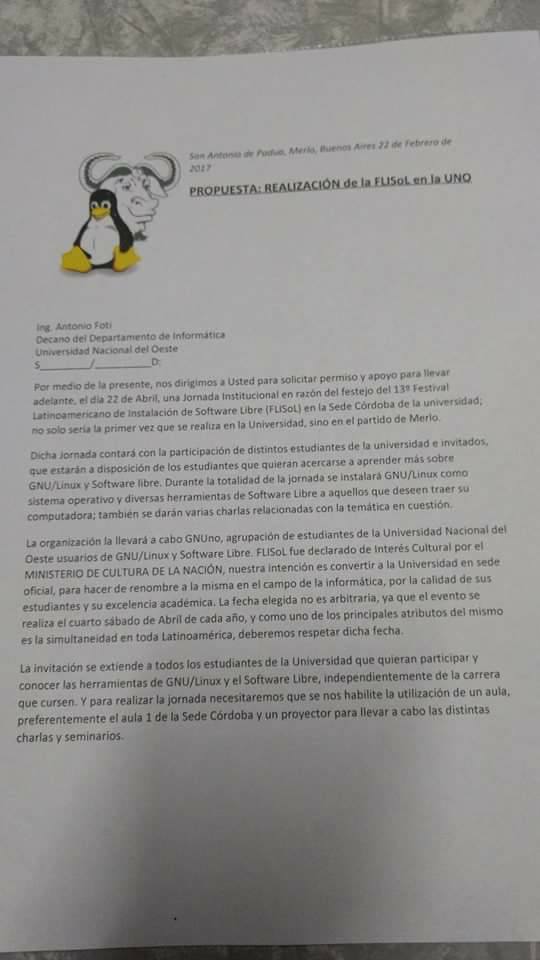 San Antonio de Padua, Merlo, Buenos Aires 22 de Febrero de
2017
PROPUESTA: REALIZACIÓN de la FLISoL en la UNO
Ing. Antonio Foti
Decano del Departamento de Informática
Universidad Nacional del Oeste
S________/__________D:
Por medio de la presente, nos dirigimos a Usted para solicitar permiso y apoyo para llevar
adelante, el día 22 de Abril, una Jornada Institucional en razón del festejo del 13º Festival
Latinoamericano de Instalación de Software Libre (FLISoL) en la Sede Córdoba de la universidad;
no solo sería la primer vez que se realiza en la Universidad, sino en el partido de Merlo.
Dicha Jornada contará con la participación de distintos estudiantes de la universidad e invitados,
que estarán a disposición de los estudiantes que quieran acercarse a aprender más sobre
GNU/Linux y Software libre. Durante la totalidad de la jornada se instalará GNU/Linux como
sistema operativo y diversas herramientas de Software Libre a aquellos que deseen traer su
computadora; también se darán varias charlas relacionadas con la temática en cuestión.
La organización la llevará a cabo GNUno, agrupación de estudiantes de la Universidad Nacional del
Oeste usuarios de GNU/Linux y Software Libre. FLISoL fue declarado de Interés Cultural por el
MINISTERIO DE CULTURA DE LA NACIÓN, nuestra intención es convertir a la Universidad en sede
oficial, para hacer de renombre a la misma en el campo de la informática, por la calidad de sus
estudiantes y su excelencia académica. La fecha elegida no es arbitraria, ya que el evento se
realiza el cuarto sábado de Abril de cada año, y como uno de los principales atributos del mismo
es la simultaneidad en toda Latinoamérica, deberemos respetar dicha fecha.
La invitación se extiende a todos los estudiantes de la Universidad que quieran participar y
conocer las herramientas de GNU/Linux y el Software Libre, independientemente de la carrera
que cursen. Y para realizar la jornada necesitaremos que se nos habilite la utilización de un aula,
preferentemente el aula 1 de la Sede Córdoba y un proyector para llevar a cabo las distintas
charlas y seminarios.